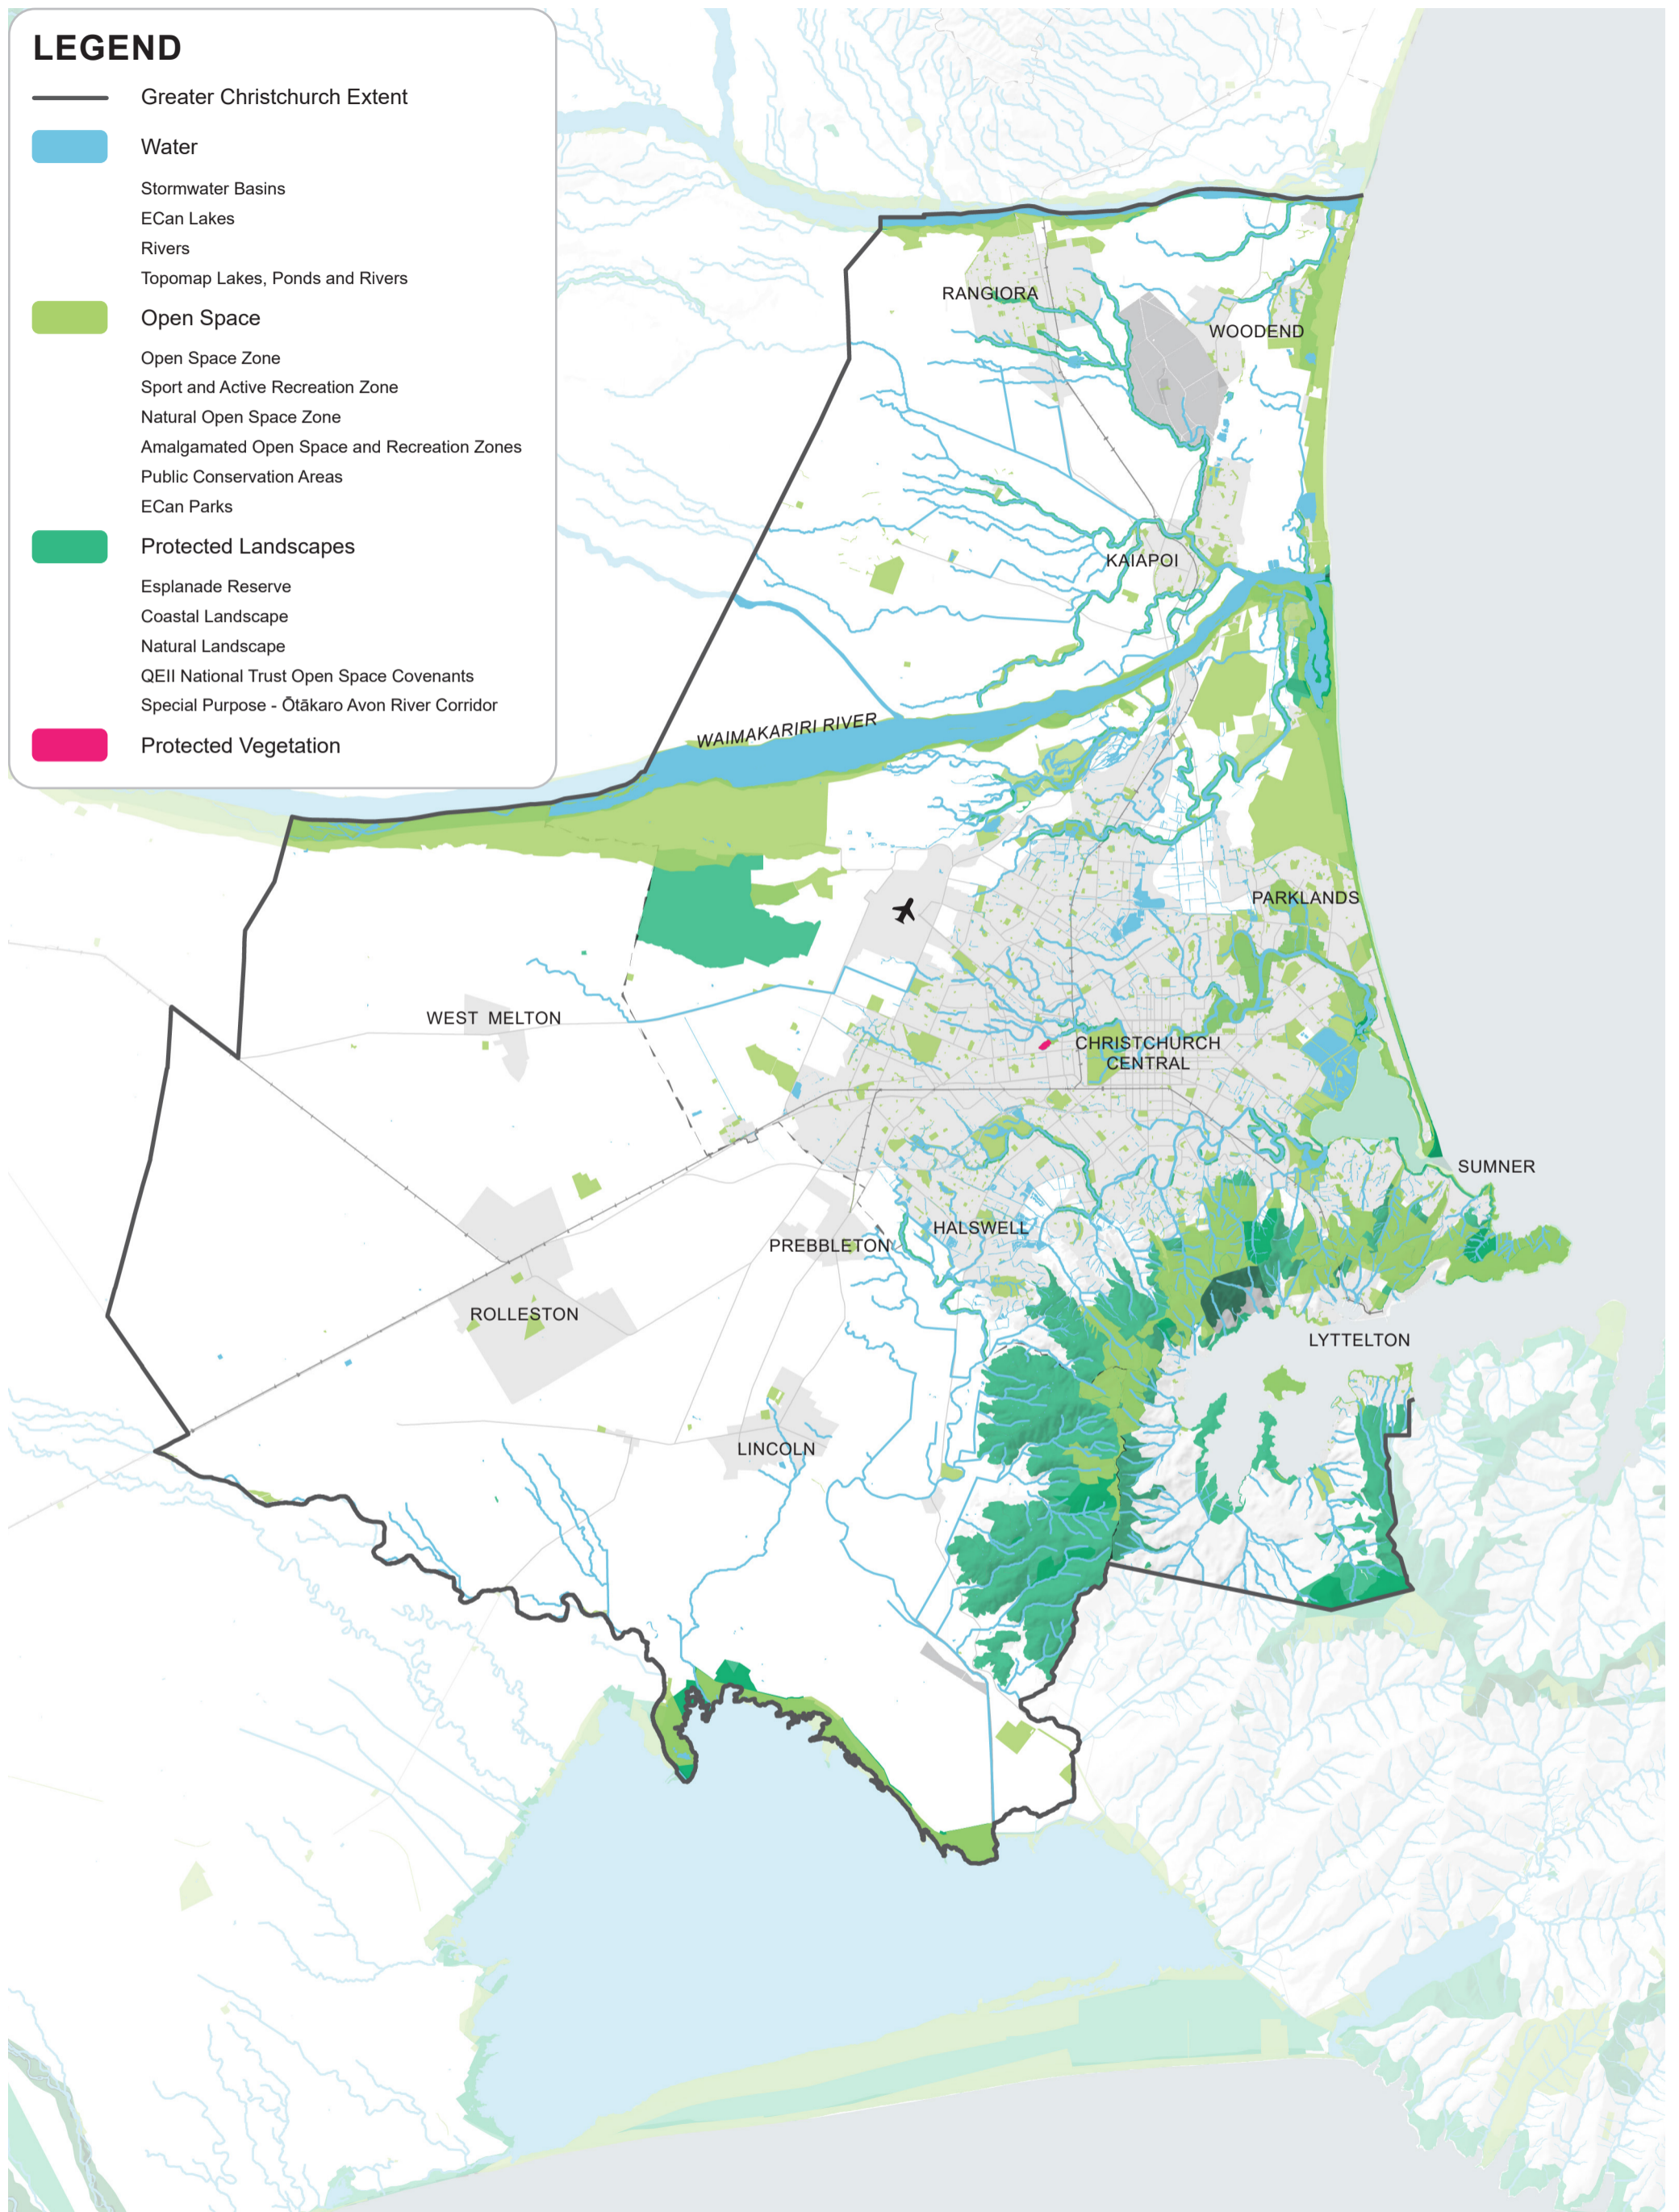 LEGEND
Greater Christchurch Extent
Water
Stormwater Basins
ECan Lakes
Rivers
Topomap Lakes, Ponds and Rivers
Open Space
Open Space Zone
Sport and Active Recreation Zone
Natural Open Space Zone
Amalgamated Open Space and Recreation Zones
Public Conservation Areas
ECan Parks
Protected Landscapes
Esplanade Reserve
Coastal Landscape
Natural Landscape
QEII National Trust Open Space Covenants
Special Purpose - Ōtākaro Avon River Corridor
Protected Vegetation
RANGIORA
WOODEND
KAIAPOI
WAIMAKARIRI RIVER
PARKLANDS
WEST MELTON
CHRISTCHURCH
CENTRAL
SUMNER
HALSWELL
PREBBLETON
ROLLESTON
LYTTELTON
LINCOLN